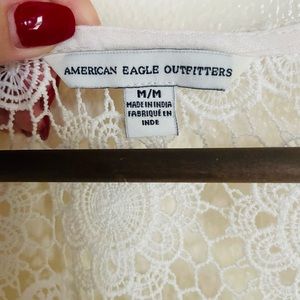 AMERICAN EAGLE OUTFITTERS
M/M
MADE IN INDIA
FABRIQUÉ EN
INDE